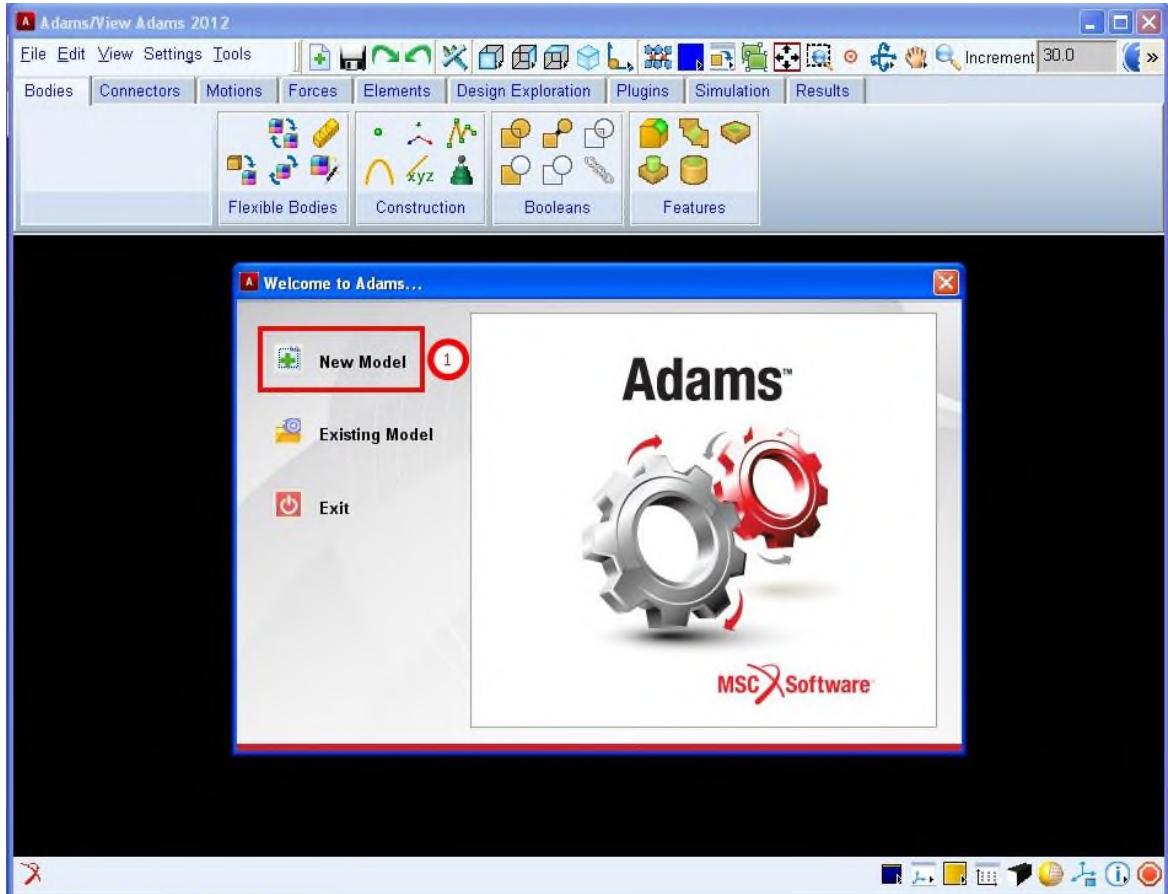 Adams/View Adams 2012
File Edit View Settings Tools
Increment 30.0 »
Bodies Connectors Motions Forces Elements Design Exploration Plugins Simulation Results
xyz
Flexible Bodies Construction Booleans Features
A Welcome to Adams...
New Model 1
Existing Model
Exit
Adams™
MSC Software